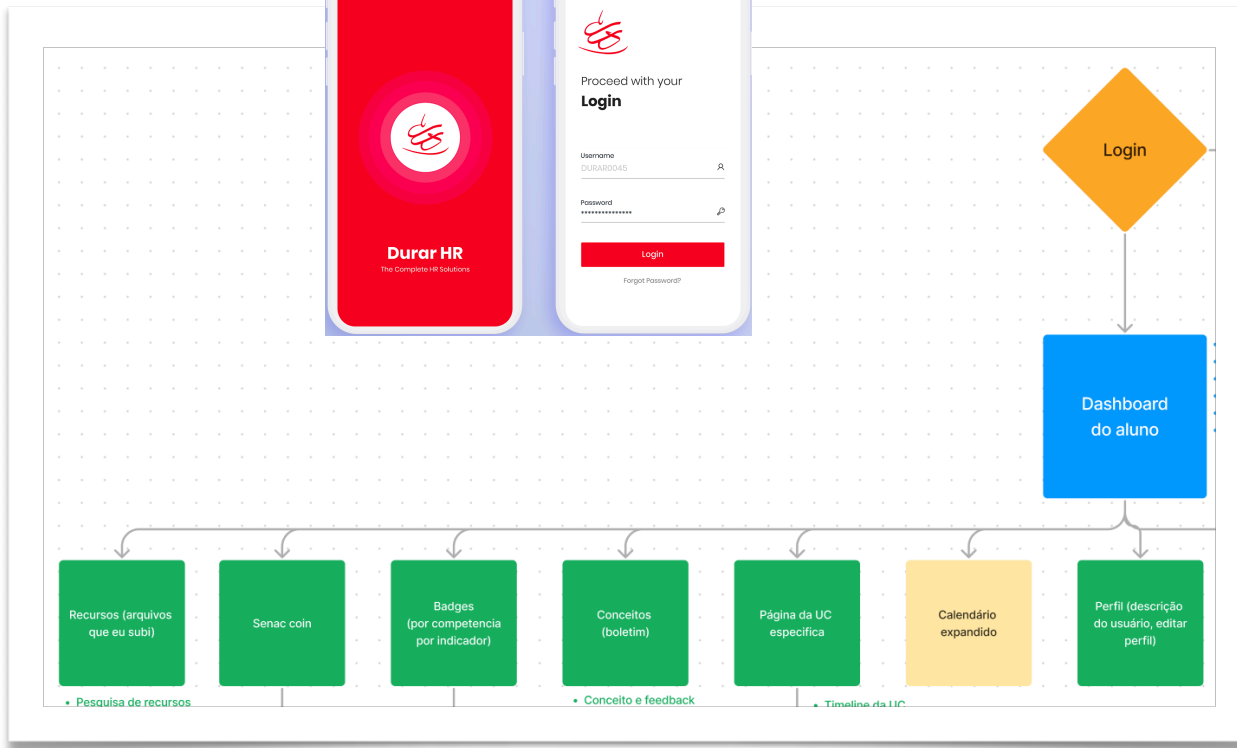 Proceed with your
Login
Username
DURAR0045
Password
***************
Login
Forgot Password?
Durar HR
The Complete HR Solutions
Login
Dashboard
do aluno
Recursos (arquivos
que eu subi)
Senac coin
Badges
(por competencia
por indicador)
Conceitos
(boletim)
Página da UC
especifica
Calendário
expandido
Perfil (descrição
do usuário, editar
perfil)
• Pesquisa de recursos
• Conceito e feedback
• Timeline da UC